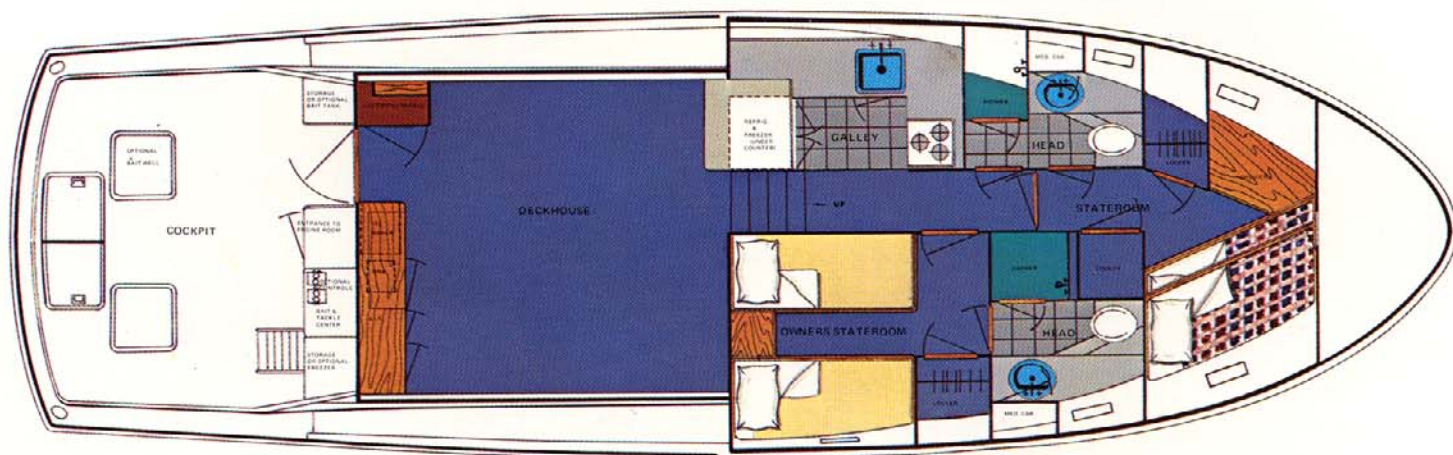 STORAGE
OR OPTIONAL
BAIT TANK
OPTIONAL
BAIT WELL
COCKPIT
ENTRANCE TO
ENGINE ROOM
OPTIONAL
CONTROLS
BAIT &
TACKLE
CENTER
STORAGE
OR OPTIONAL
FREEZER
DECKHOUSE
REFRIG.
&
FREEZER
(UNDER
COUNTER)
GALLEY
UP
SHOWER
MED. CAB.
HEAD
LOCKER
STATEROOM
OWNERS STATEROOM
SHOWER
HEAD
LOCKER
MED. CAB.